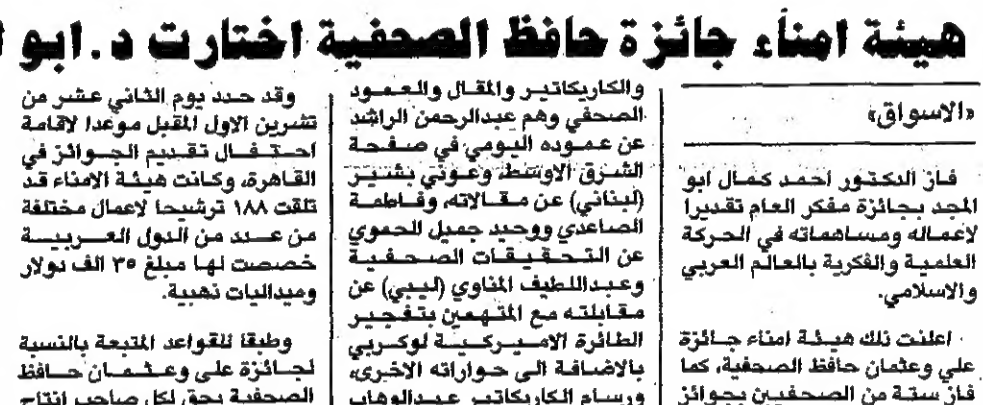 هيئة امناء جائزة حافظ الصحفية اختارت د. ابو
«الاسواق»
فاز الدكتور احمد كمال ابو
المجد بجائزة مفكر العام تقديرا
لاعماله ومساهماته في الحركة
العلمية والفكرية بالعالم العربي
والاسلامي.
اعلنت ذلك هيئة امناء جائزة
علي وعثمان حافظ الصحفية، كما
فاز ستة من الصحفيين بجوائز
والكاريكاتير والمقال والعمود
الصحفي وهم عبدالرحمن الراشد
عن عموده اليومي في صفحة
الشرق الاوسط، وعوني بشير
(لبناني) عن مقالاته، وفاطمة
الصاعدي ووحيد جميل الحموي
عن التحقيقات الصحفية
وعبداللطيف المناوي (ليبي) عن
مقابلته مع المتهمين بتفجير
الطائرة الاميركية لوكربي
بالاضافة الى حواراته الاخرى،
ورسام الكاريكاتير عبدالوهاب
وقد حدد يوم الثاني عشر من
تشرين الاول المقبل موعدا لاقامة
احتفال تقديم الجوائز في
القاهرة، وكانت هيئة الامناء قد
تلقت ١٨٨ ترشيحا لاعمال مختلفة
من عدد من الدول العربية
خصصت لها مبلغ ٣٥ الف دولار
وميداليات ذهبية.
وطبقا للقواعد المتبعة بالنسبة
لجائزة علي وعثمان حافظ
الصحفية يحق لكل صاحب انتاج